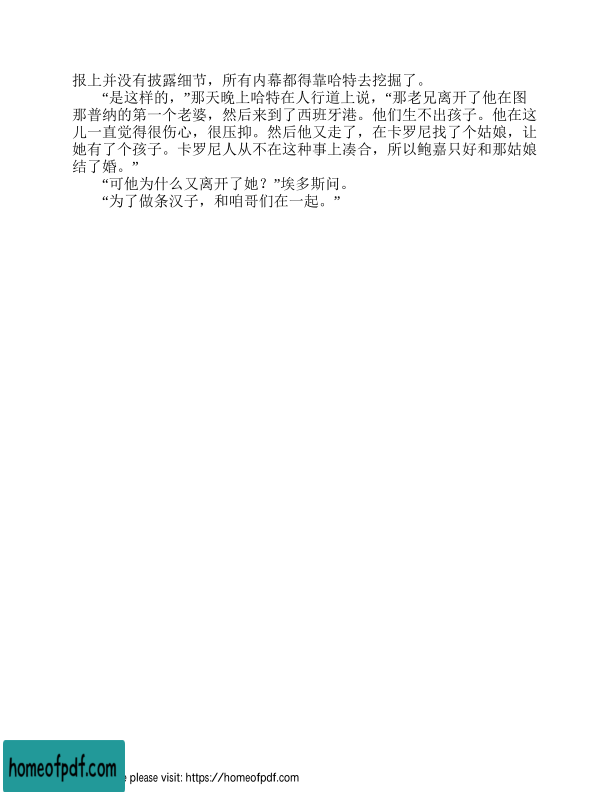 报上并没有披露细节，所有内幕都得靠哈特去挖掘了。
“是这样的，”那天晚上哈特在人行道上说，“那老兄离开了他在图
那普纳的第一个老婆，然后来到了西班牙港。他们生不出孩子。他在这
儿一直觉得很伤心，很压抑。然后他又走了，在卡罗尼找了个姑娘，让
她有了个孩子。卡罗尼人从不在这种事上凑合，所以鲍嘉只好和那姑娘
结了婚。”
“可他为什么又离开了她？”埃多斯问。
“为了做条汉子，和咱哥们在一起。”
homeofpdf.com
please visit: https://homeofpdf.com